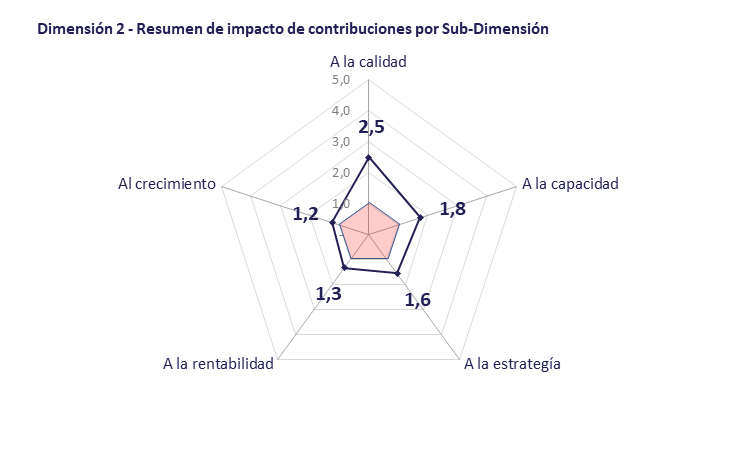 Dimensión 2 - Resumen de impacto de contribuciones por Sub-Dimensión
A la calidad
5,0
4,0
2,5
3,0
2,0
Al crecimiento
A la capacidad
1,0
1,2
1,8
-
1,3
1,6
A la rentabilidad
A la estrategía